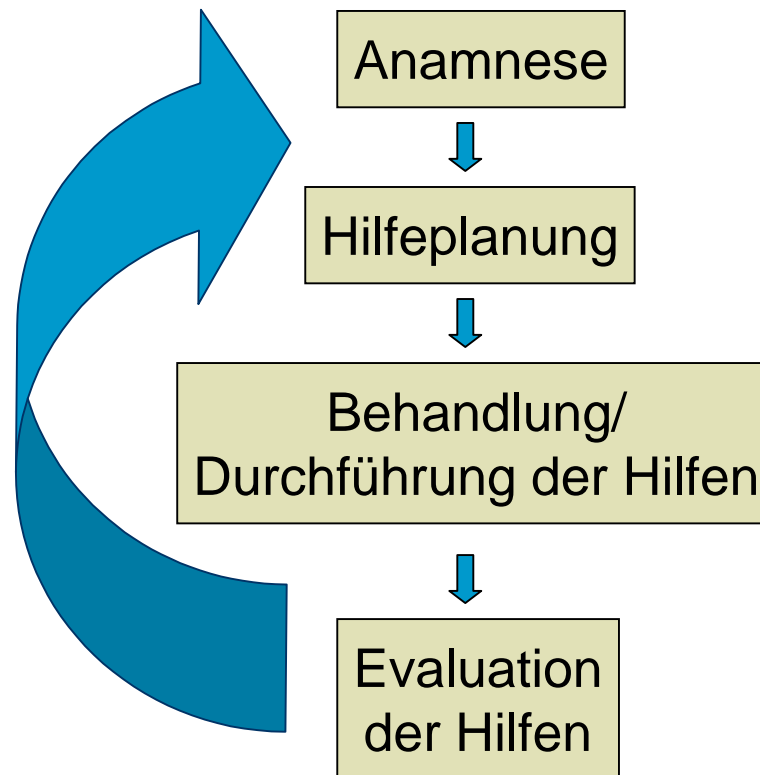 Anamnese
Hilfeplanung
Behandlung/
Durchführung der Hilfen
Evaluation
der Hilfen